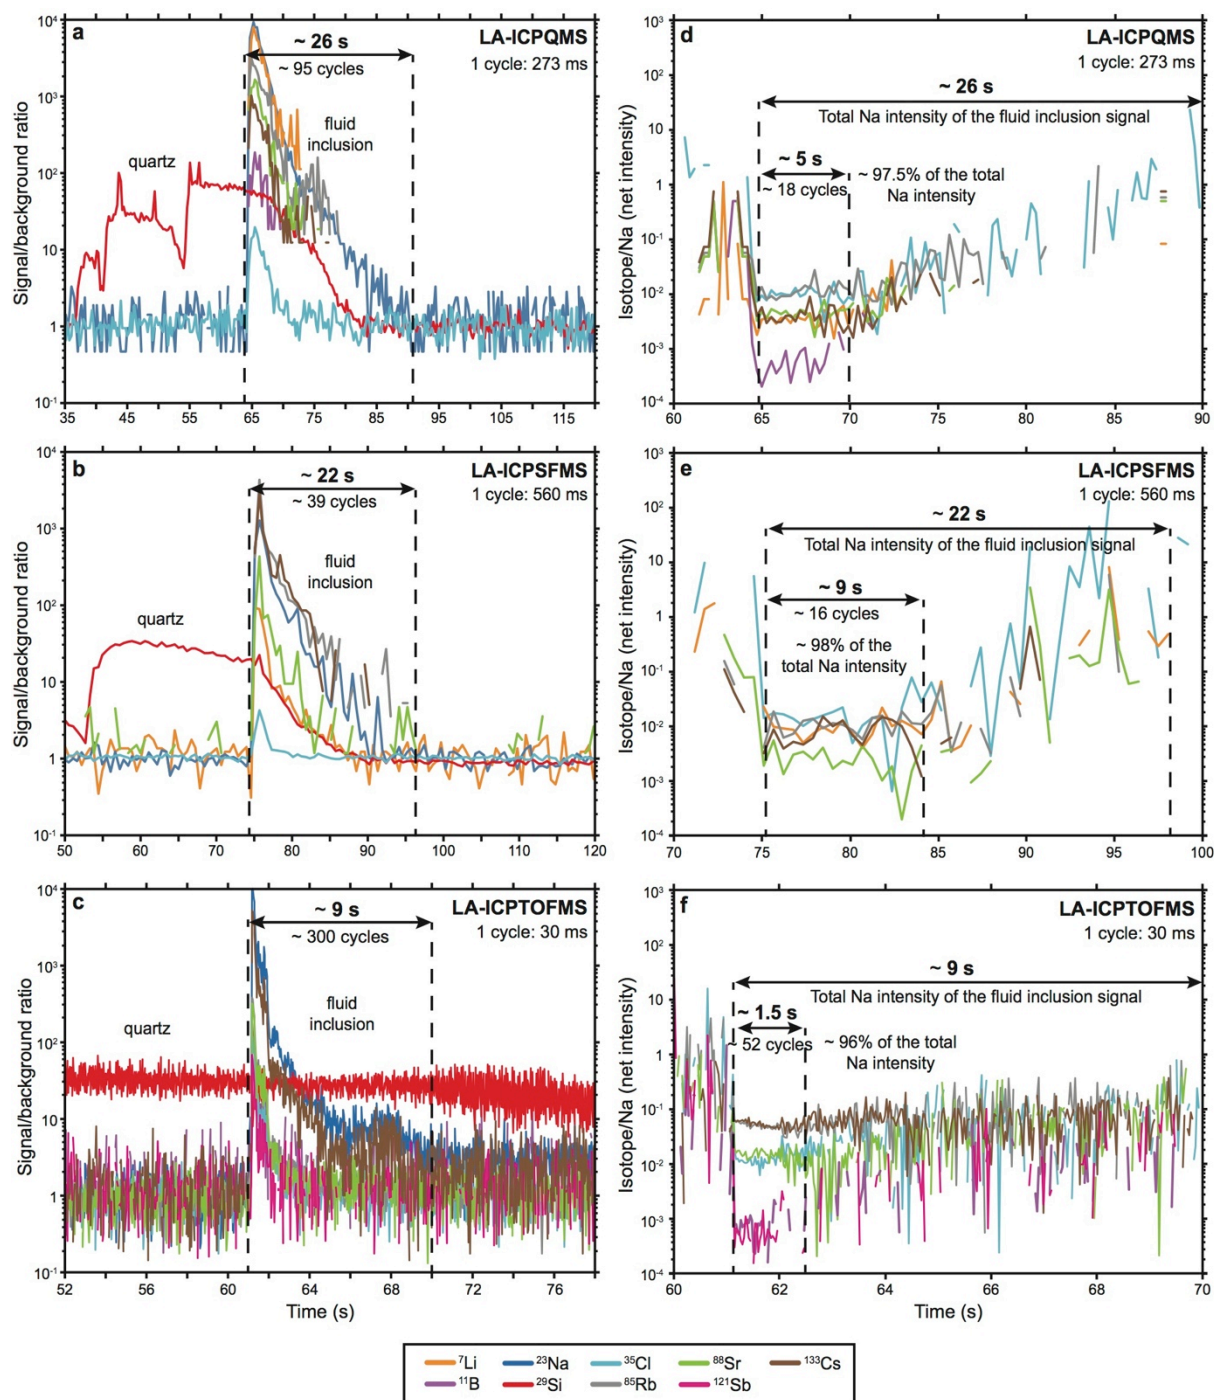 a
LA-ICPQMS
1 cycle: 273 ms
~ 26 s
~ 95 cycles
fluid
inclusion
quartz
Signal/background ratio
10⁴
10³
10²
10
1
10⁻¹
35 45 55 65 75 85 95 105 115
d
LA-ICPQMS
1 cycle: 273 ms
~ 26 s
Total Na intensity of the fluid inclusion signal
~ 5 s
~ 18 cycles
~ 97.5% of the total
Na intensity
Isotope/Na (net intensity)
10³
10²
10
1
10⁻¹
10⁻²
10⁻³
10⁻⁴
60 65 70 75 80 85 90
b
LA-ICPSFMS
1 cycle: 560 ms
~ 22 s
~ 39 cycles
fluid
inclusion
quartz
Signal/background ratio
10⁴
10³
10²
10
1
10⁻¹
50 60 70 80 90 100 110 120
e
LA-ICPSFMS
1 cycle: 560 ms
~ 22 s
Total Na intensity of the fluid inclusion signal
~ 9 s
~ 16 cycles
~ 98% of the
total Na intensity
Isotope/Na (net intensity)
10³
10²
10
1
10⁻¹
10⁻²
10⁻³
10⁻⁴
70 75 80 85 90 95 100
c
LA-ICPTOFMS
1 cycle: 30 ms
~ 9 s
~ 300 cycles
fluid
inclusion
quartz
Signal/background ratio
10⁴
10³
10²
10
1
10⁻¹
52 56 60 64 68 72 76
Time (s)
f
LA-ICPTOFMS
1 cycle: 30 ms
~ 9 s
Total Na intensity of the fluid inclusion signal
~ 1.5 s
~ 52 cycles
~ 96% of the total
Na intensity
Isotope/Na (net intensity)
10³
10²
10
1
10⁻¹
10⁻²
10⁻³
10⁻⁴
60 62 64 66 68 70
Time (s)
⁷Li ²³Na ³⁵Cl ⁸⁸Sr ¹³³Cs
¹¹B ²⁹Si ⁸⁵Rb ¹²¹Sb